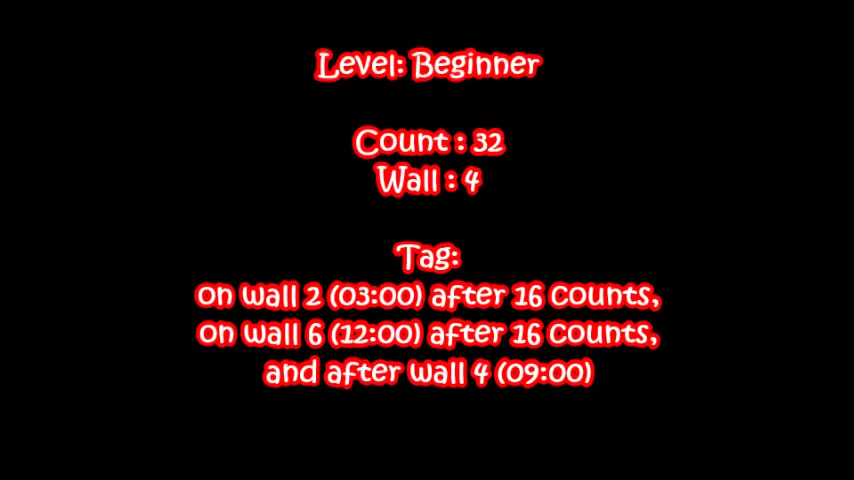 Level: Beginner
Count : 32
Wall : 4
Tag:
on wall 2 (03:00) after 16 counts,
on wall 6 (12:00) after 16 counts,
and after wall 4 (09:00)